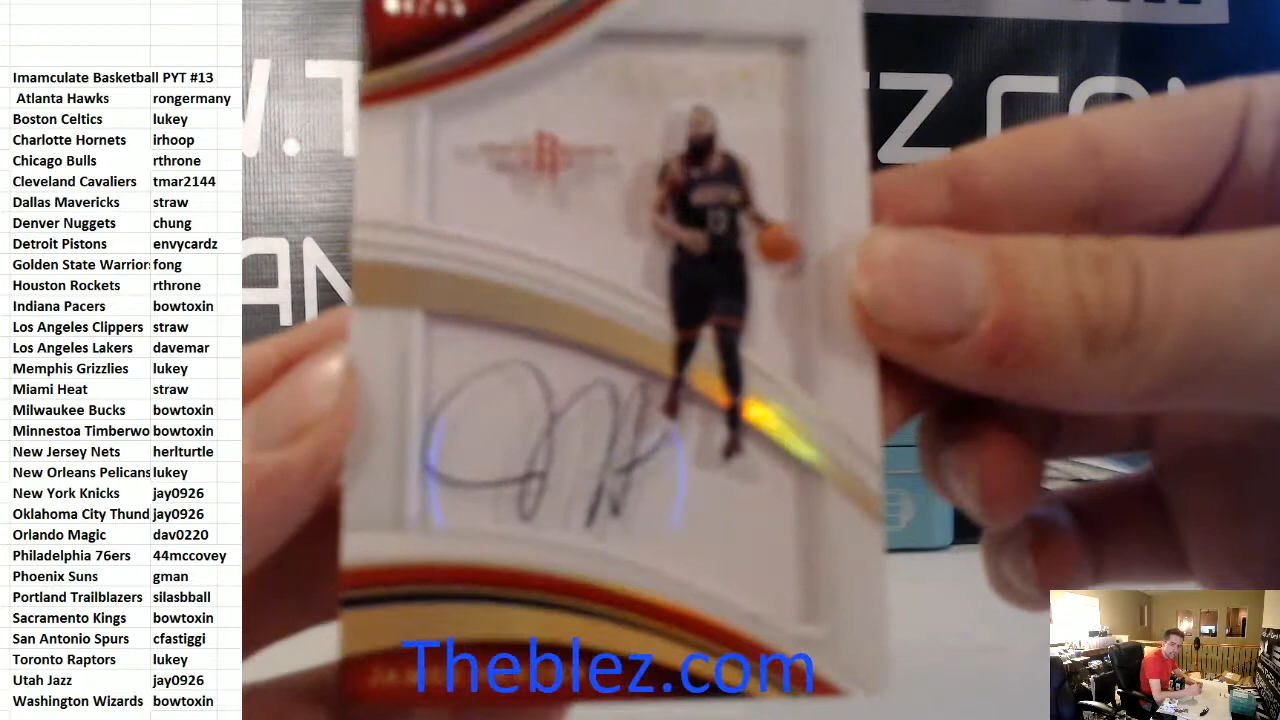 Imamculate Basketball PYT #13
Atlanta Hawks rongermany
Boston Celtics lukey
Charlotte Hornets irhoop
Chicago Bulls rthrone
Cleveland Cavaliers tmar2144
Dallas Mavericks straw
Denver Nuggets chung
Detroit Pistons envycardz
Golden State Warriors fong
Houston Rockets rthrone
Indiana Pacers bowtoxin
Los Angeles Clippers straw
Los Angeles Lakers davemar
Memphis Grizzlies lukey
Miami Heat straw
Milwaukee Bucks bowtoxin
Minnestoa Timberwo bowtoxin
New Jersey Nets herlturtle
New Orleans Pelicans lukey
New York Knicks jay0926
Oklahoma City Thund jay0926
Orlando Magic dav0220
Philadelphia 76ers 44mccovey
Phoenix Suns gman
Portland Trailblazers silasbball
Sacramento Kings bowtoxin
San Antonio Spurs cfastiggi
Toronto Raptors lukey
Utah Jazz jay0926
Washington Wizards bowtoxin
W.T
EZ.COM
AN
R
13
Theblez.com